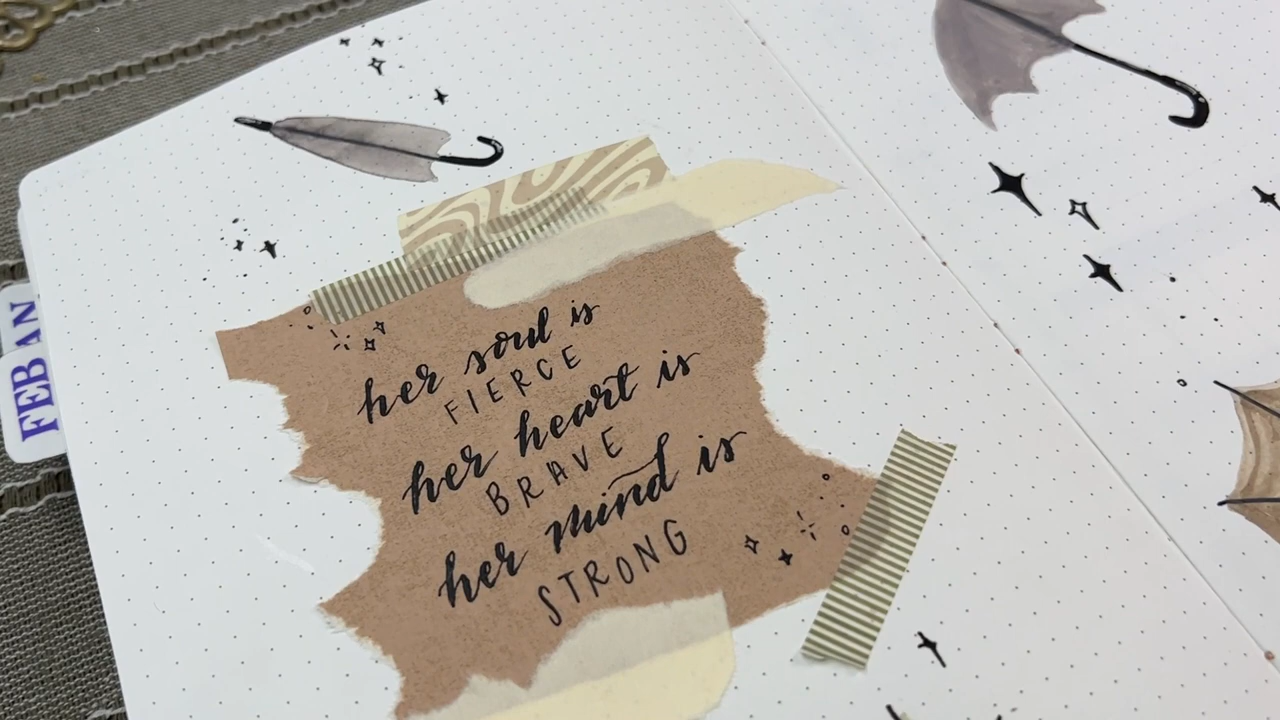 her soul is
FIERCE
her heart is
BRAVE
her mind is
STRONG
FEB
AN